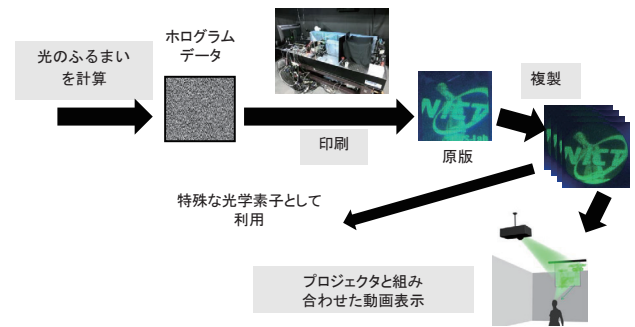 光のふるまい
を計算
ホログラム
データ
印刷
NICT
原版
複製
NICT
特殊な光学素子として
利用
プロジェクタと組み
合わせた動画表示